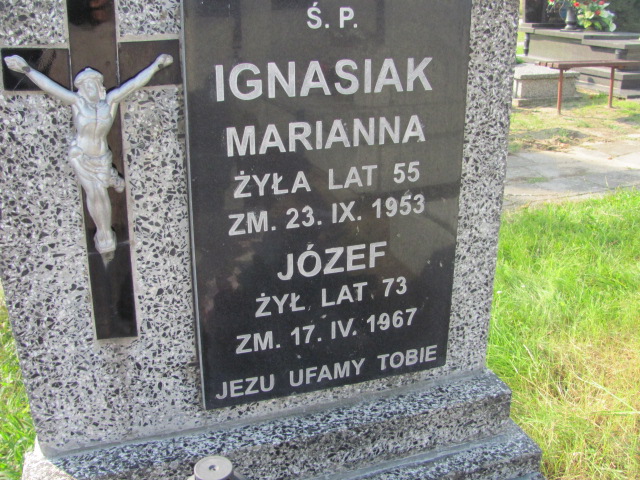 Ś. P.
IGNASIAK
MARIANNA
ŻYŁA LAT 55
ZM. 23. IX. 1953
JÓZEF
ŻYŁ LAT 73
ZM. 17. IV. 1967
JEZU UFAMY TOBIE